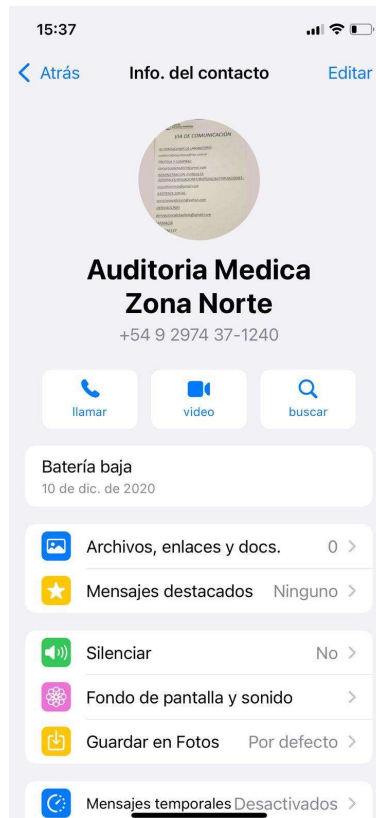 15:37
Atrás
Info. del contacto
Editar
VIA DE COMUNICACIÓN
Auditoria Medica
Zona Norte
+54 9 2974 37-1240
llamar
video
buscar
Batería baja
10 de dic. de 2020
Archivos, enlaces y docs. 0
Mensajes destacados Ninguno
Silenciar No
Fondo de pantalla y sonido
Guardar en Fotos Por defecto
Mensajes temporales Desactivados